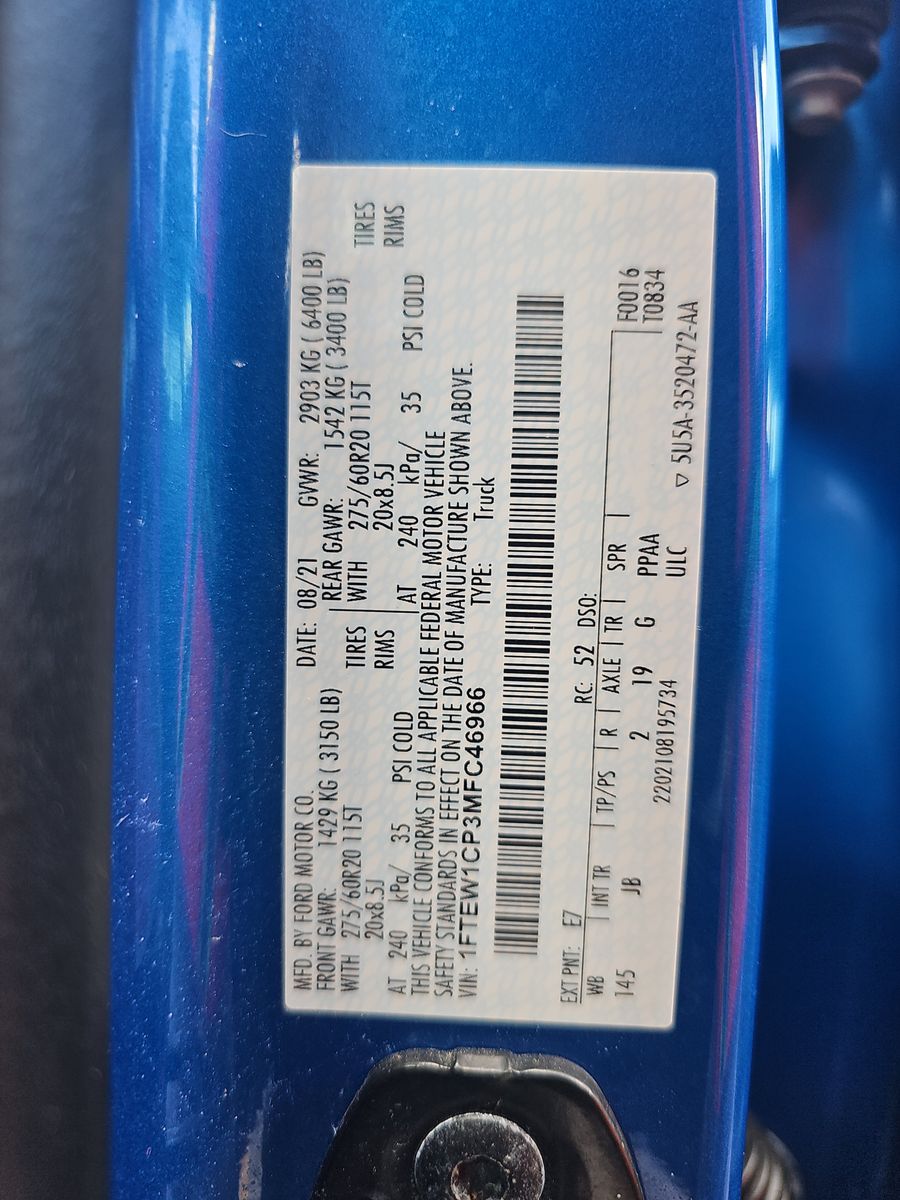 MFD. BY FORD MOTOR CO. DATE: 08/21 GVWR: 2903 KG ( 6400 LB)
FRONT GAWR: 1429 KG ( 3150 LB) REAR GAWR: 1542 KG ( 3400 LB)
WITH 275/60R20 115T TIRES WITH 275/60R20 115T TIRES
20x8.5J RIMS 20x8.5J RIMS
AT 240 kPa/ 35 PSI COLD AT 240 kPa/ 35 PSI COLD
THIS VEHICLE CONFORMS TO ALL APPLICABLE FEDERAL MOTOR VEHICLE
SAFETY STANDARDS IN EFFECT ON THE DATE OF MANUFACTURE SHOWN ABOVE.
VIN: 1FTEW1CP3MFC46966 TYPE: Truck
EXT PNT: E7 RC: 52 DSO:
WB INT TR TP/PS R AXLE TR SPR F0016
145 JB 2 19 G PPAA T0834
2202108195734 ULC ▽ 5U5A-3520472-AA